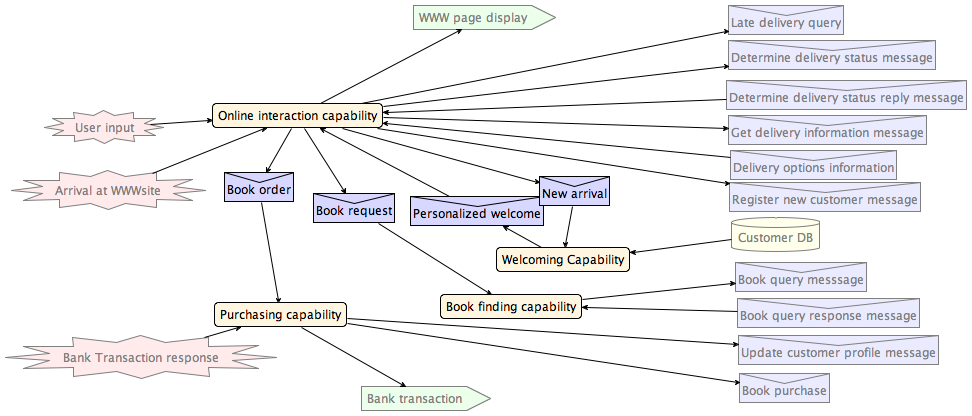 WWW page display
Late delivery query
Determine delivery status message
Determine delivery status reply message
Online interaction capability
User input
Get delivery information message
Delivery options information
Arrival at WWWsite
Book order
New arrival
Register new customer message
Book request
Personalized welcome
Customer DB
Welcoming Capability
Book query messsage
Book finding capability
Purchasing capability
Book query response message
Bank Transaction response
Update customer profile message
Book purchase
Bank transaction